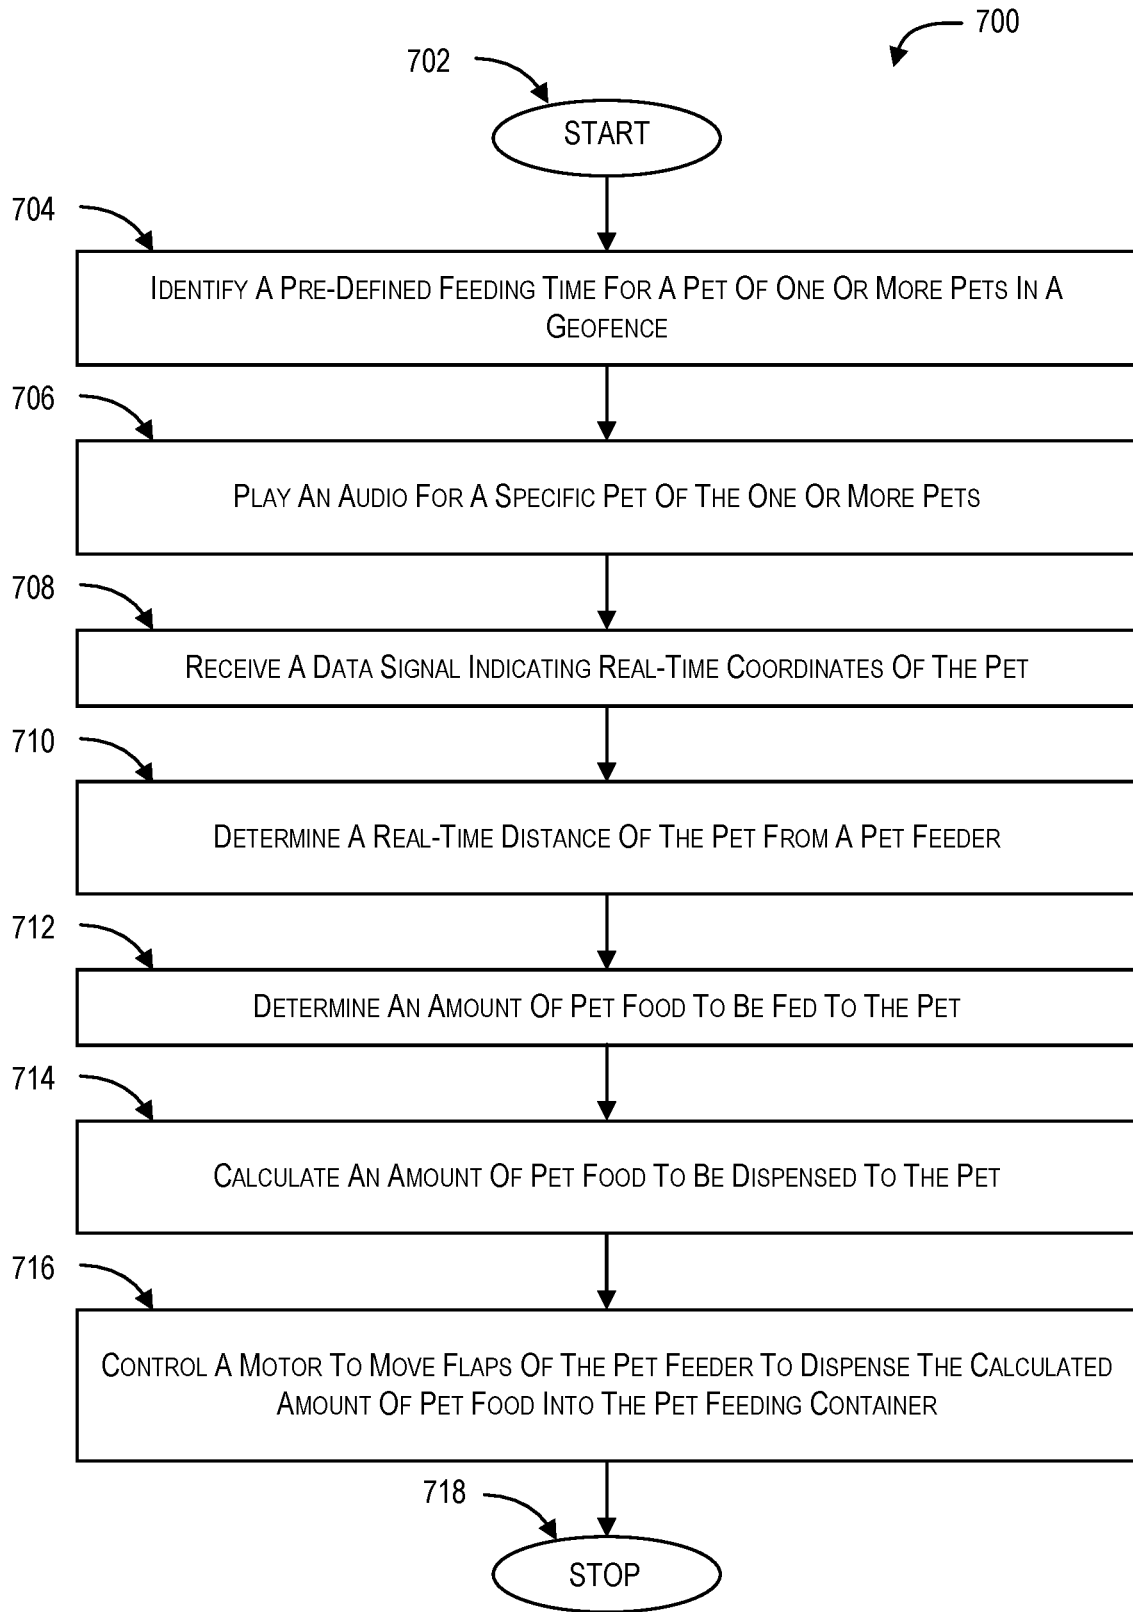 700
702
START
704
IDENTIFY A PRE-DEFINED FEEDING TIME FOR A PET OF ONE OR MORE PETS IN A
GEOFENCE
706
PLAY AN AUDIO FOR A SPECIFIC PET OF THE ONE OR MORE PETS
708
RECEIVE A DATA SIGNAL INDICATING REAL-TIME COORDINATES OF THE PET
710
DETERMINE A REAL-TIME DISTANCE OF THE PET FROM A PET FEEDER
712
DETERMINE AN AMOUNT OF PET FOOD TO BE FED TO THE PET
714
CALCULATE AN AMOUNT OF PET FOOD TO BE DISPENSED TO THE PET
716
CONTROL A MOTOR TO MOVE FLAPS OF THE PET FEEDER TO DISPENSE THE CALCULATED
AMOUNT OF PET FOOD INTO THE PET FEEDING CONTAINER
718
STOP